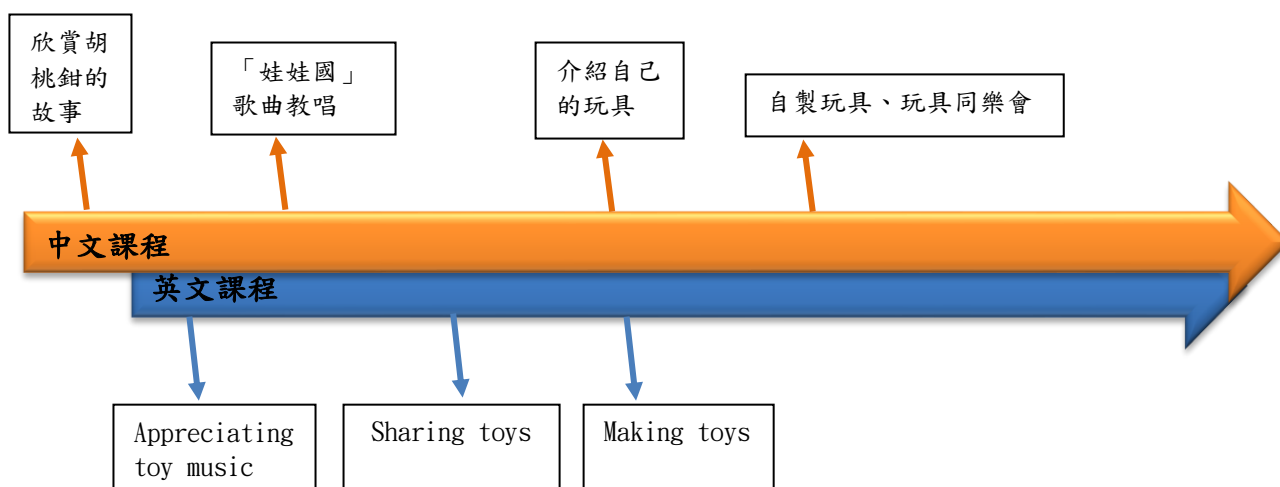 欣賞胡
桃鉗的
故事
「娃娃國」
歌曲教唱
介紹自己
的玩具
自製玩具、玩具同樂會
中文課程
英文課程
Appreciating
toy music
Sharing toys
Making toys